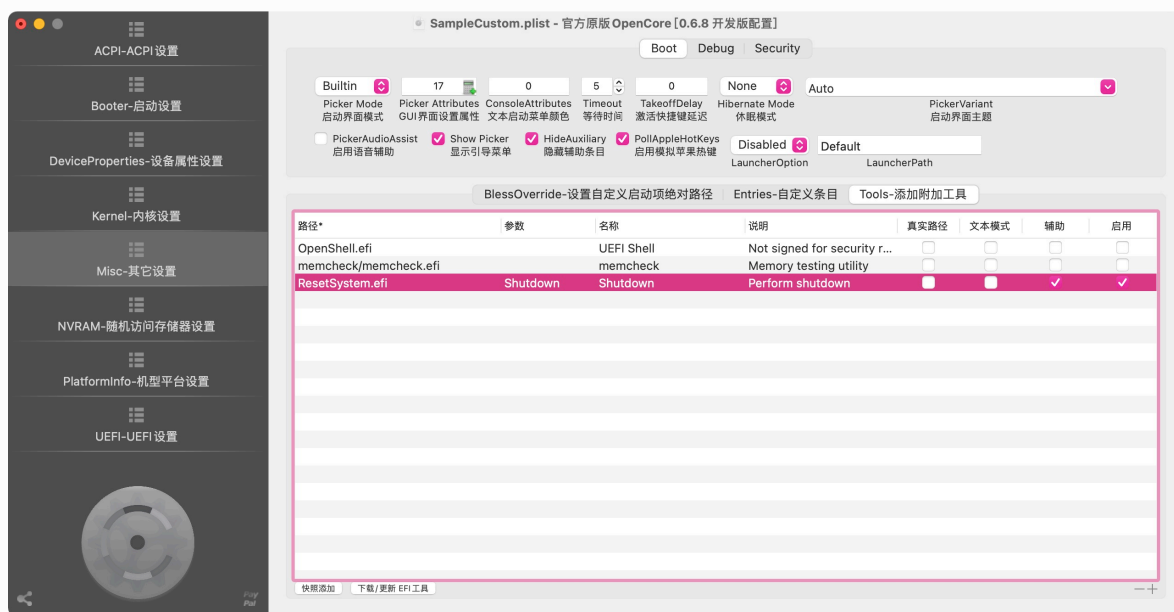 SampleCustom.plist - 官方原版OpenCore[0.6.8 开发版配置]
ACPI-ACPI设置
Booter-启动设置
DeviceProperties-设备属性设置
Kernel-内核设置
Misc-其它设置
NVRAM-随机访问存储器设置
PlatformInfo-机型平台设置
UEFI-UEFI设置
PayPal
Boot Debug Security
Builtin 17 0 5 0 None Auto
Picker Mode Picker Attributes ConsoleAttributes Timeout TakeoffDelay Hibernate Mode PickerVariant
启动界面模式 GUI界面设置属性 文本启动菜单颜色 等待时间 激活快捷键延迟 休眠模式 启动界面主题
PickerAudioAssist Show Picker HideAuxiliary PollAppleHotKeys Disabled Default
启用语音辅助 显示引导菜单 隐藏辅助条目 启用模拟苹果热键 LauncherOption LauncherPath
BlessOverride-设置自定义启动项绝对路径 Entries-自定义条目 Tools-添加附加工具
路径* 参数 名称 说明 真实路径 文本模式 辅助 启用
OpenShell.efi UEFI Shell Not signed for security r...
memcheck/memcheck.efi memcheck Memory testing utility
ResetSystem.efi Shutdown Shutdown Perform shutdown
快照添加 下载/更新 EFI工具